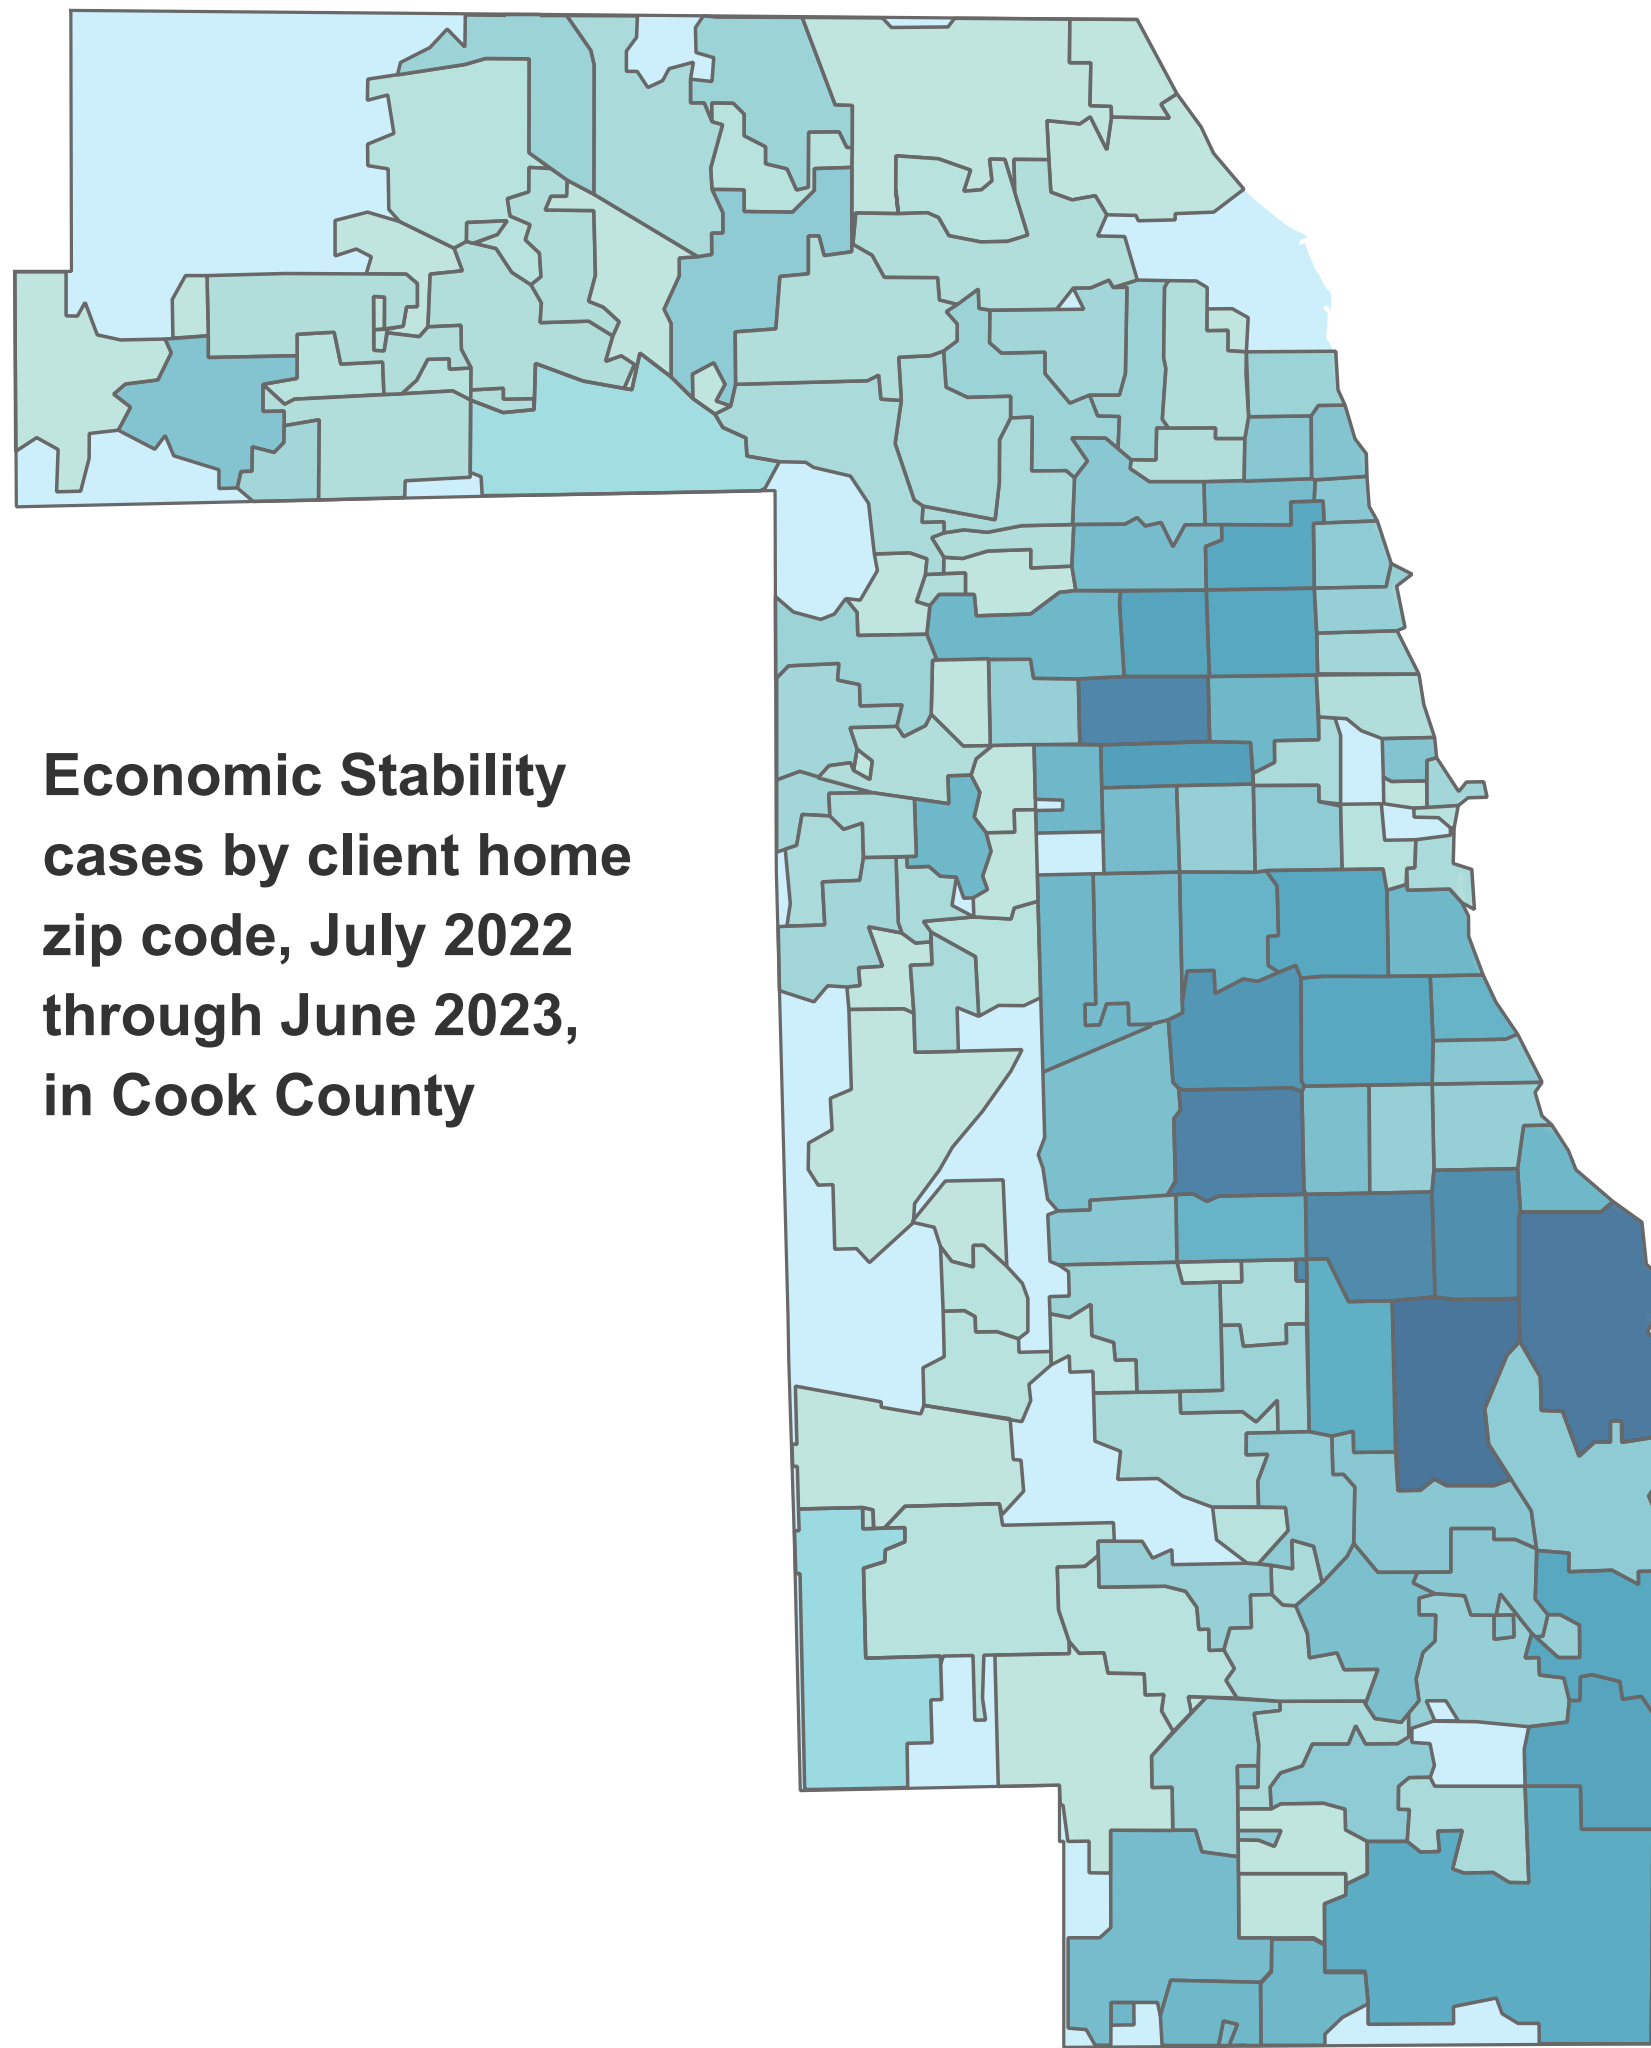 Economic Stability
cases by client home
zip code, July 2022
through June 2023,
in Cook County